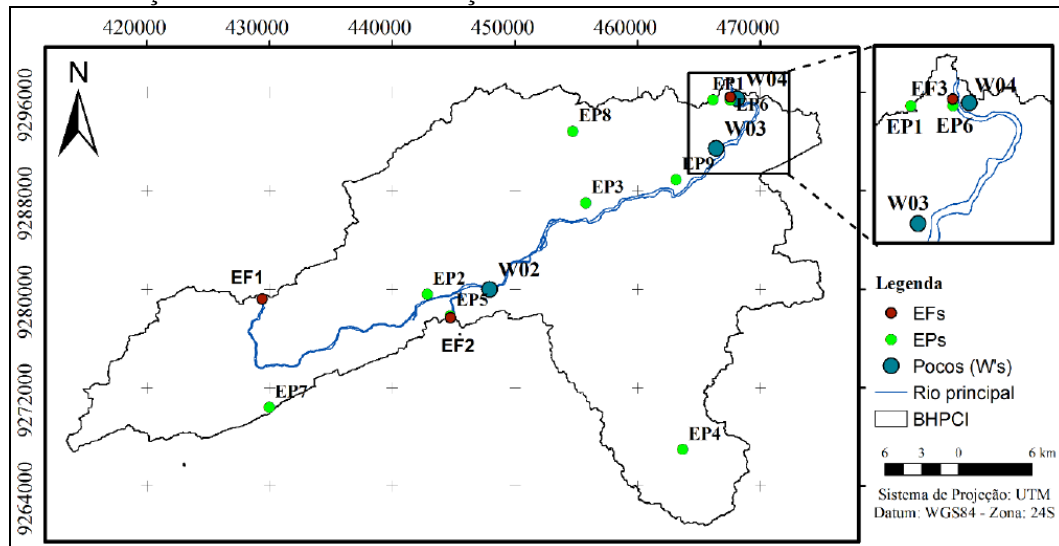 420000 430000 440000 450000 460000 470000
9296000
9288000
9280000
9272000
9264000
N
EP1
W04
EP6
EP8
W03
EP9
EP3
EF1
EP2
W02
EP5
EF2
EP7
EP4
EF3
W04
EP1
EP6
W03
Legenda
EFs
EPs
Pocos (W's)
Rio principal
BHPCI
6 3 0 6 km
Sistema de Projeção: UTM
Datum: WGS84 - Zona: 24S